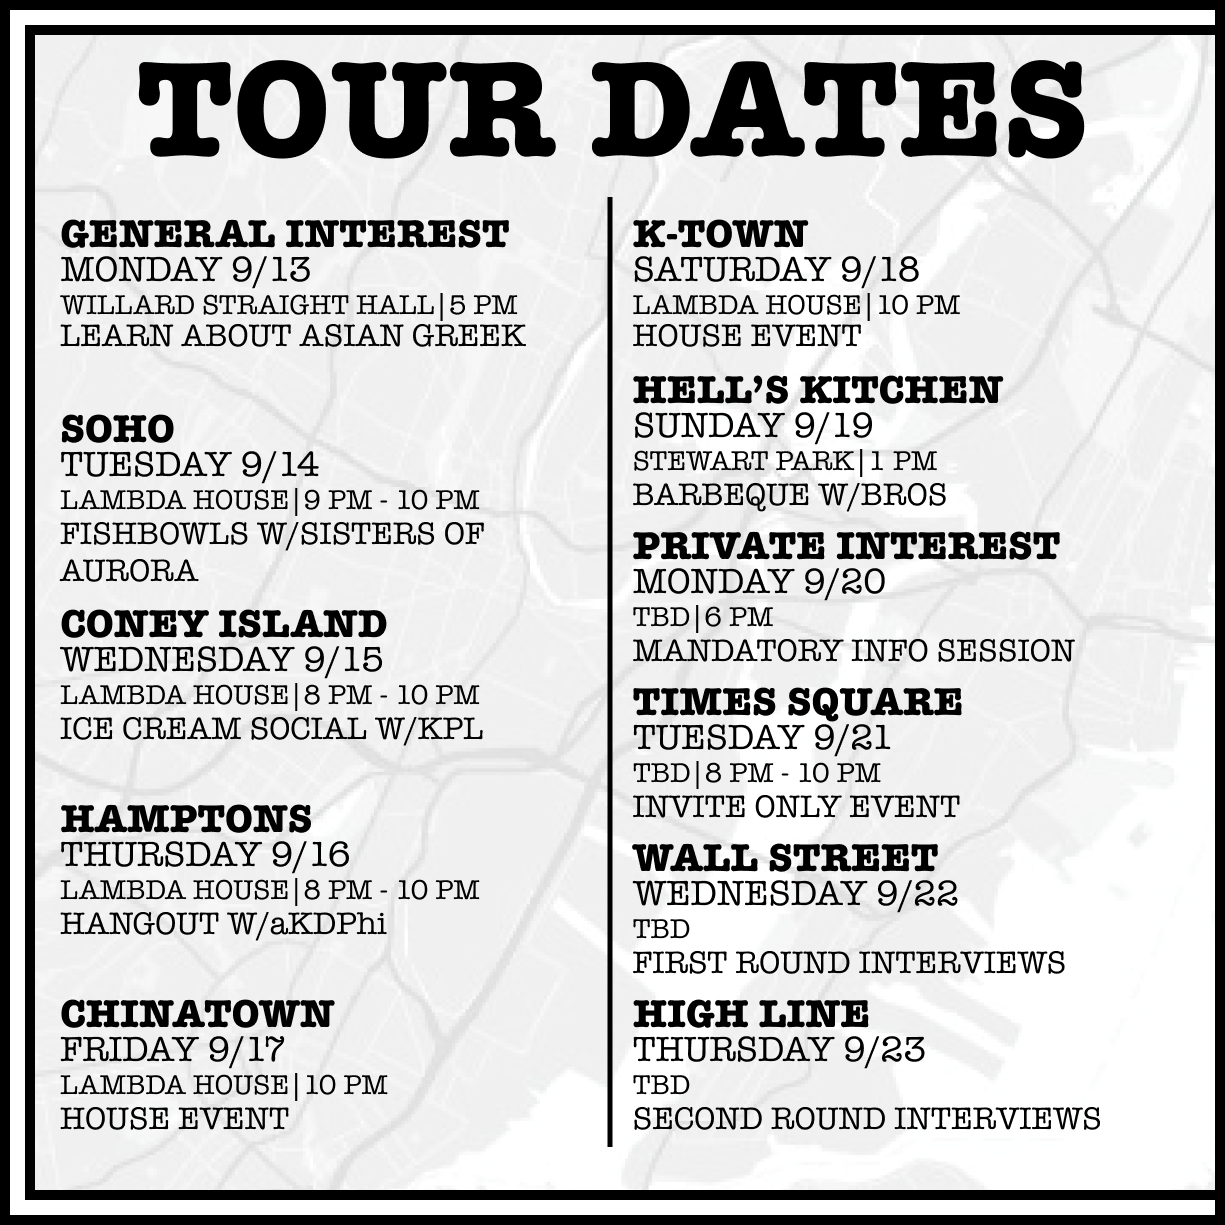 TOUR DATES
GENERAL INTEREST
MONDAY 9/13
WILLARD STRAIGHT HALL|5 PM
LEARN ABOUT ASIAN GREEK
SOHO
TUESDAY 9/14
LAMBDA HOUSE|9 PM - 10 PM
FISHBOWLS W/SISTERS OF
AURORA
CONEY ISLAND
WEDNESDAY 9/15
LAMBDA HOUSE|8 PM - 10 PM
ICE CREAM SOCIAL W/KPL
HAMPTONS
THURSDAY 9/16
LAMBDA HOUSE|8 PM - 10 PM
HANGOUT W/aKDPhi
CHINATOWN
FRIDAY 9/17
LAMBDA HOUSE|10 PM
HOUSE EVENT
K-TOWN
SATURDAY 9/18
LAMBDA HOUSE|10 PM
HOUSE EVENT
HELL'S KITCHEN
SUNDAY 9/19
STEWART PARK|1 PM
BARBEQUE W/BROS
PRIVATE INTEREST
MONDAY 9/20
TBD|6 PM
MANDATORY INFO SESSION
TIMES SQUARE
TUESDAY 9/21
TBD|8 PM - 10 PM
INVITE ONLY EVENT
WALL STREET
WEDNESDAY 9/22
TBD
FIRST ROUND INTERVIEWS
HIGH LINE
THURSDAY 9/23
TBD
SECOND ROUND INTERVIEWS